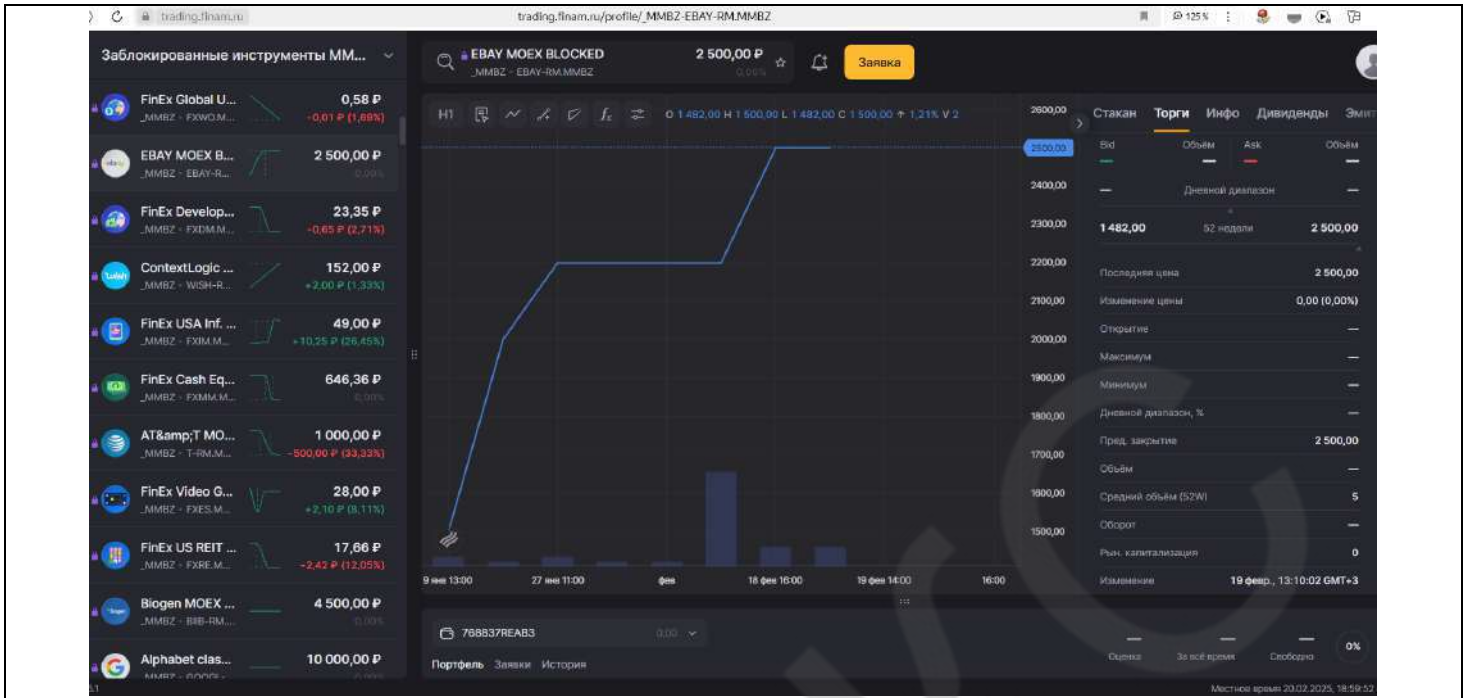 trading.finam.ru
trading.finam.ru/profile/_MMBZ-EBAY-RM.MMBZ
125 %
Заблокированные инструменты ММ...
EBAY MOEX BLOCKED
_MMBZ - EBAY-RM.MMBZ
2 500,00 ₽
0,00%
Заявка
FinEx Global U...
0,58 ₽
_MMBZ - FXWO.M...
-0,01 ₽ (1,69%)
EBAY MOEX B...
2 500,00 ₽
_MMBZ - EBAY-R...
0,00%
FinEx Develop...
23,35 ₽
_MMBZ - FXDM.M...
-0,65 ₽ (2,71%)
ContextLogic ...
152,00 ₽
_MMBZ - WISH-R...
+2,00 ₽ (1,33%)
FinEx USA Inf. ...
49,00 ₽
_MMBZ - FXIM.M...
+10,25 ₽ (26,45%)
FinEx Cash Eq...
646,36 ₽
_MMBZ - FXMM.M...
0,00%
AT&amp;T MO...
1 000,00 ₽
_MMBZ - T-RM.M...
-500,00 ₽ (33,33%)
FinEx Video G...
28,00 ₽
_MMBZ - FXES.M...
+2,10 ₽ (8,11%)
FinEx US REIT ...
17,66 ₽
_MMBZ - FXRE.M...
-2,42 ₽ (12,05%)
Biogen MOEX ...
4 500,00 ₽
_MMBZ - BIIB-RM....
0,00%
Alphabet clas...
10 000,00 ₽
H1
O 1 482,00 H 1 500,00 L 1 482,00 C 1 500,00 ↑ 1,21% V 2
2600,00
2500,00
2400,00
2300,00
2200,00
2100,00
2000,00
1900,00
1800,00
1700,00
1600,00
1500,00
9 янв 13:00
27 янв 11:00
фев
18 фев 16:00
19 фев 14:00
16:00
Стакан Торги Инфо Дивиденды Эмит
Bid Объём Ask Объём
— — — —
— Дневной диапазон —
1 482,00 52 недели 2 500,00
Последняя цена 2 500,00
Изменение цены 0,00 (0,00%)
Открытие —
Максимум —
Минимум —
Дневной диапазон, % —
Пред. закрытие 2 500,00
Объём —
Средний объём (52W) 5
Оборот —
Рын. капитализация 0
Изменение 19 февр., 13:10:02 GMT+3
768837REAB3
0,00
Портфель Заявки История
— — —
Оценка За всё время Свободно
0%
Местное время 20.02.2025, 18:59:52